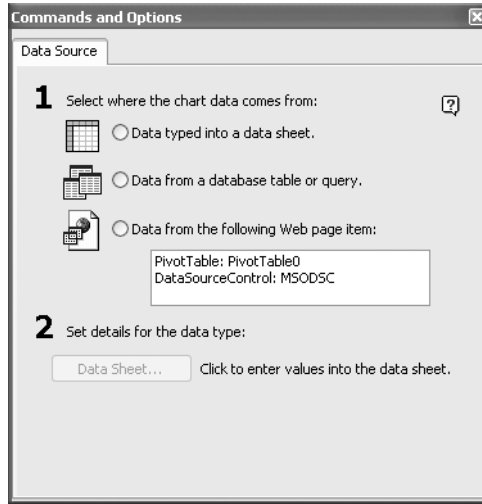 Commands and Options
Data Source
1 Select where the chart data comes from:
Data typed into a data sheet.
Data from a database table or query.
Data from the following Web page item:
PivotTable: PivotTable0
DataSourceControl: MSODSC
2 Set details for the data type:
Data Sheet... Click to enter values into the data sheet.